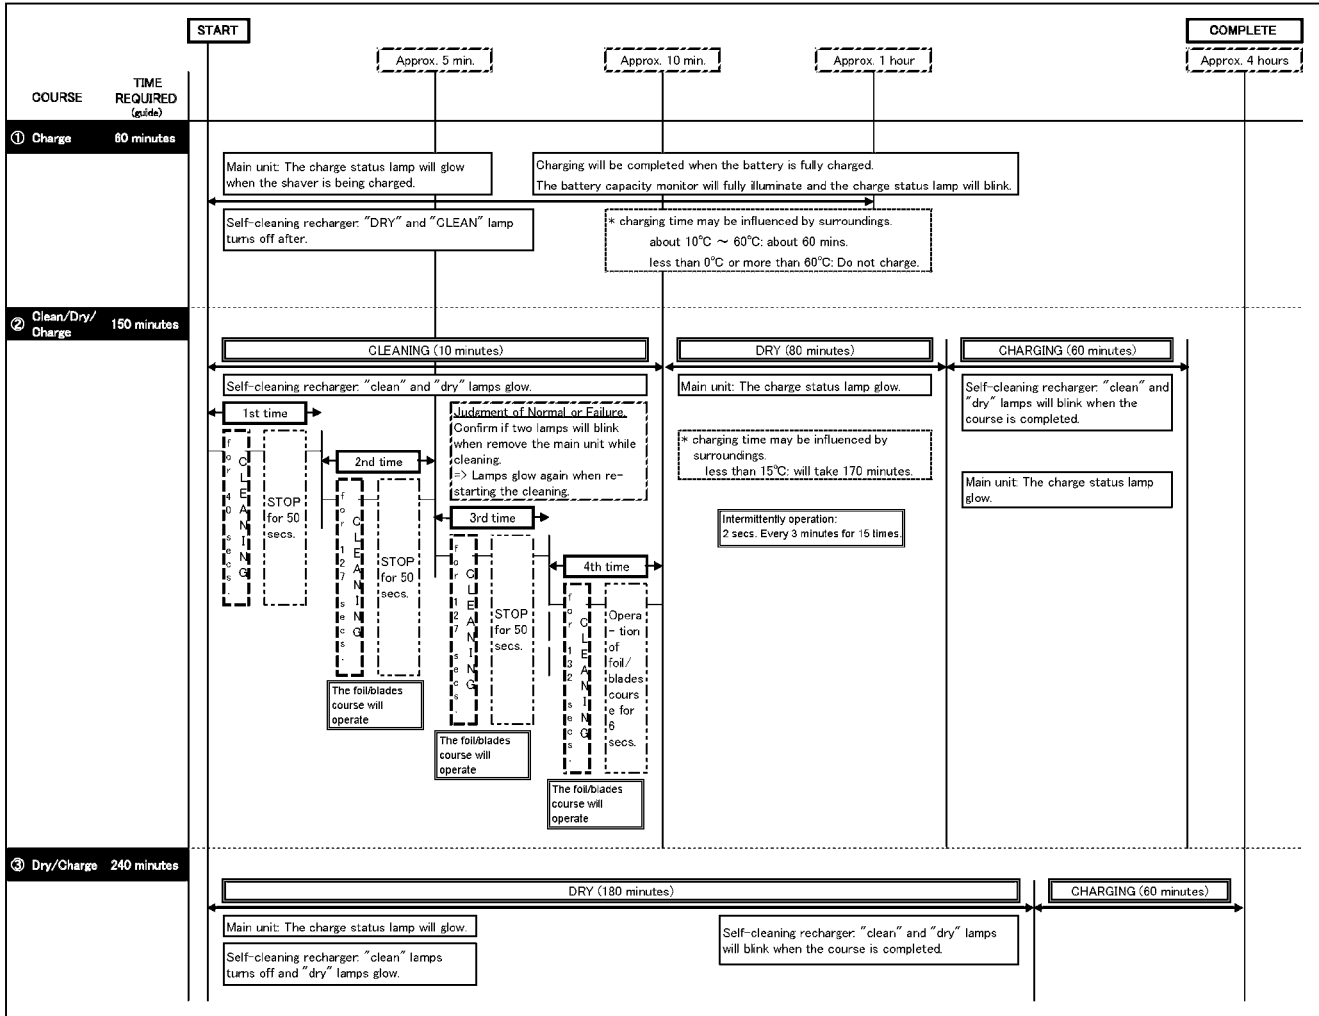 START
COMPLETE
Approx. 5 min.
Approx. 10 min.
Approx. 1 hour
Approx. 4 hours
COURSE
TIME
REQUIRED
(guide)
① Charge 60 minutes
Main unit: The charge status lamp will glow
when the shaver is being charged.
Charging will be completed when the battery is fully charged.
The battery capacity monitor will fully illuminate and the charge status lamp will blink.
Self-cleaning recharger: "DRY" and "CLEAN" lamp
turns off after.
* charging time may be influenced by surroundings.
about 10°C ~ 60°C: about 60 mins.
less than 0°C or more than 60°C: Do not charge.
② Clean/Dry/
Charge
150 minutes
CLEANING (10 minutes)
DRY (80 minutes)
CHARGING (60 minutes)
Self-cleaning recharger: "clean" and "dry" lamps glow.
Main unit: The charge status lamp glow.
Self-cleaning recharger: "clean" and
"dry" lamps will blink when the
course is completed.
1st time
Judgment of Normal or Failure.
Confirm if two lamps will blink
when remove the main unit while
cleaning.
=> Lamps glow again when re-
starting the cleaning.
* charging time may be influenced by
surroundings.
less than 15°C: will take 170 minutes.
Main unit: The charge status lamp
glow.
Intermittently operation:
2 secs. Every 3 minutes for 15 times.
CLEANING
for 40 secs.
STOP
for 50
secs.
2nd time
CLEANING
for 127 secs.
STOP
for 50
secs.
The foil/blades
course will
operate
3rd time
CLEANING
for 127 secs.
STOP
for 50
secs.
The foil/blades
course will
operate
4th time
CLEANING
for 132 secs.
Opera
- tion
of
foil/
blades
cours
e for
6
secs.
The foil/blades
course will
operate
③ Dry/Charge 240 minutes
DRY (180 minutes)
CHARGING (60 minutes)
Main unit: The charge status lamp will glow.
Self-cleaning recharger: "clean" lamps
turns off and "dry" lamps glow.
Self-cleaning recharger: "clean" and "dry" lamps
will blink when the course is completed.